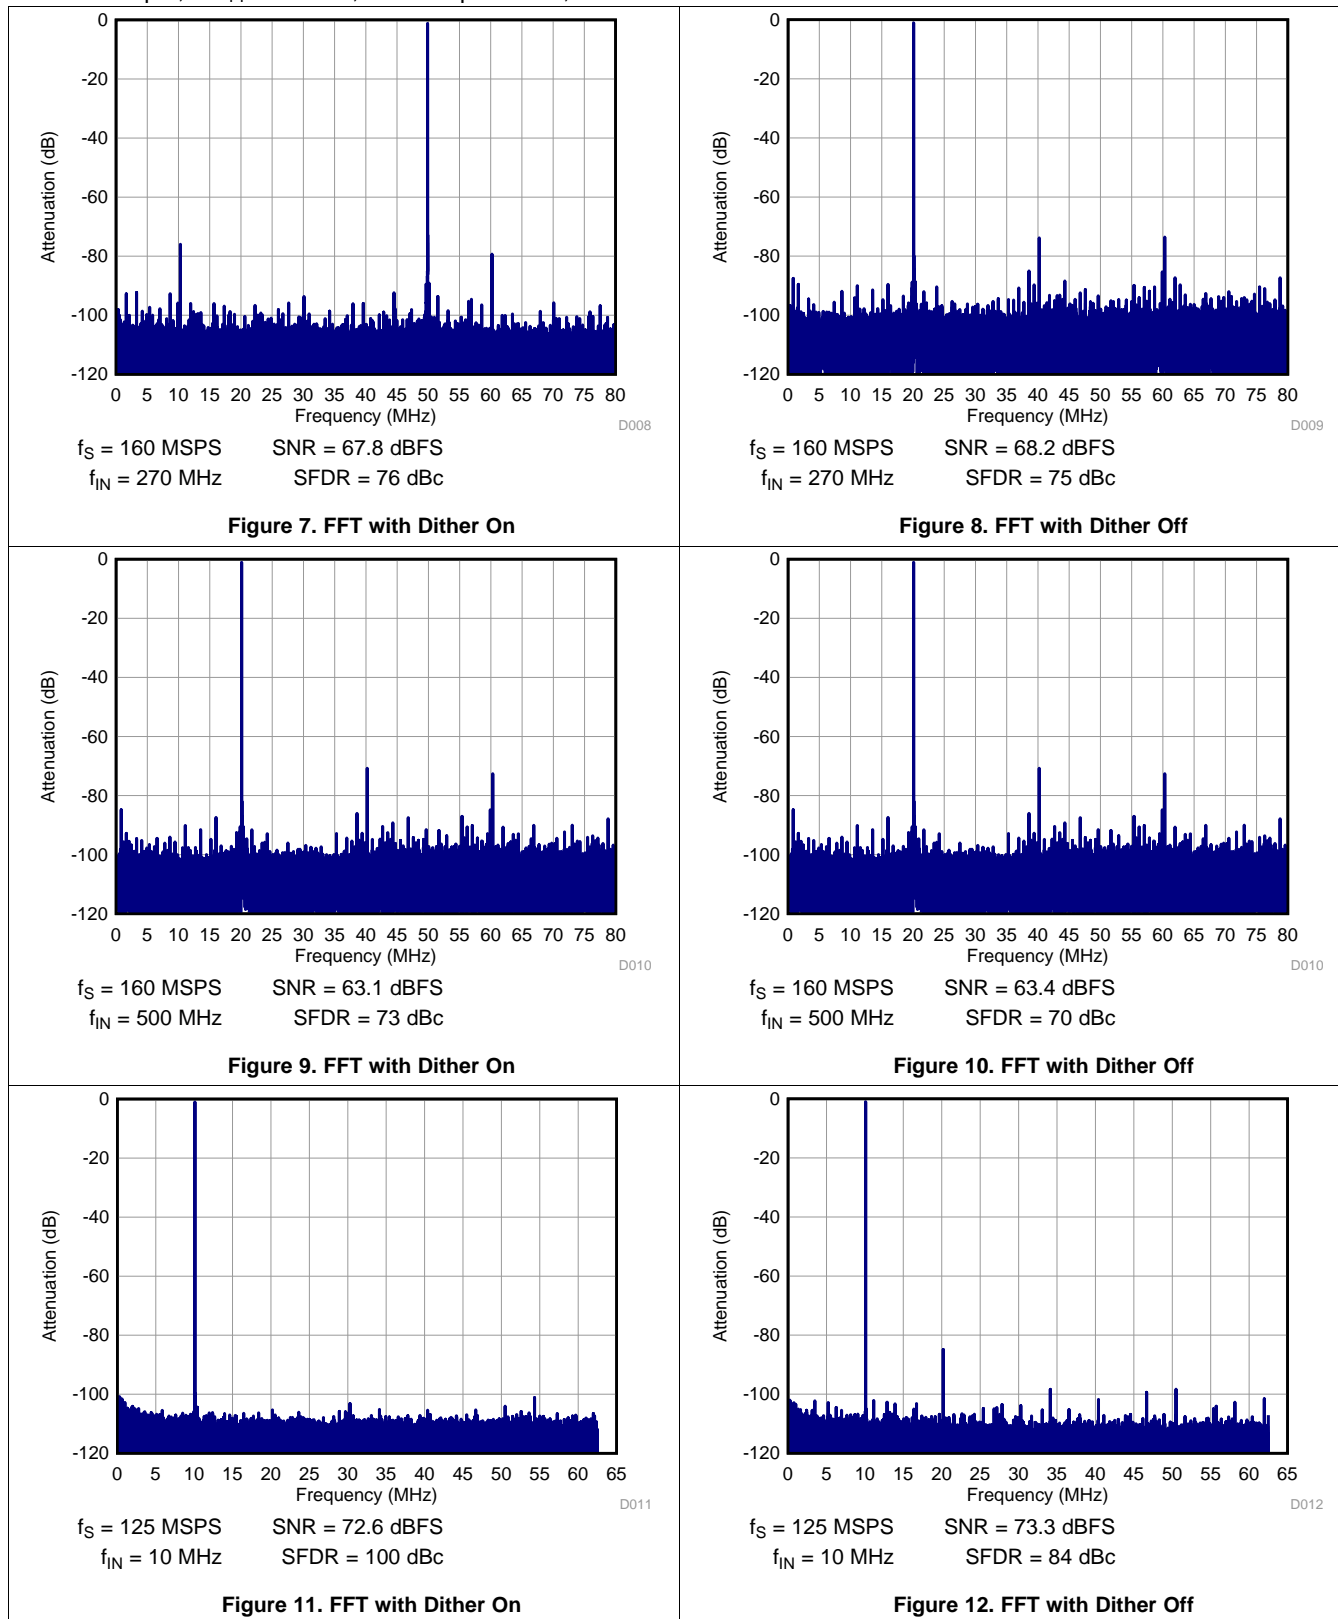 0
-20
-40
-60
-80
-100
-120
Attenuation (dB)
0 5 10 15 20 25 30 35 40 45 50 55 60 65 70 75 80
Frequency (MHz)
D008
fS = 160 MSPS SNR = 67.8 dBFS
fIN = 270 MHz SFDR = 76 dBc
Figure 7. FFT with Dither On
0
-20
-40
-60
-80
-100
-120
Attenuation (dB)
0 5 10 15 20 25 30 35 40 45 50 55 60 65 70 75 80
Frequency (MHz)
D009
fS = 160 MSPS SNR = 68.2 dBFS
fIN = 270 MHz SFDR = 75 dBc
Figure 8. FFT with Dither Off
0
-20
-40
-60
-80
-100
-120
Attenuation (dB)
0 5 10 15 20 25 30 35 40 45 50 55 60 65 70 75 80
Frequency (MHz)
D010
fS = 160 MSPS SNR = 63.1 dBFS
fIN = 500 MHz SFDR = 73 dBc
Figure 9. FFT with Dither On
0
-20
-40
-60
-80
-100
-120
Attenuation (dB)
0 5 10 15 20 25 30 35 40 45 50 55 60 65 70 75 80
Frequency (MHz)
D010
fS = 160 MSPS SNR = 63.4 dBFS
fIN = 500 MHz SFDR = 70 dBc
Figure 10. FFT with Dither Off
0
-20
-40
-60
-80
-100
-120
Attenuation (dB)
0 5 10 15 20 25 30 35 40 45 50 55 60 65
Frequency (MHz)
D011
fS = 125 MSPS SNR = 72.6 dBFS
fIN = 10 MHz SFDR = 100 dBc
Figure 11. FFT with Dither On
0
-20
-40
-60
-80
-100
-120
Attenuation (dB)
0 5 10 15 20 25 30 35 40 45 50 55 60 65
Frequency (MHz)
D012
fS = 125 MSPS SNR = 73.3 dBFS
fIN = 10 MHz SFDR = 84 dBc
Figure 12. FFT with Dither Off